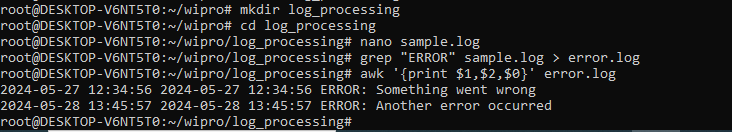 root@DESKTOP-V6NT5T0:~/wipro# mkdir log_processing
root@DESKTOP-V6NT5T0:~/wipro# cd log_processing
root@DESKTOP-V6NT5T0:~/wipro/log_processing# nano sample.log
root@DESKTOP-V6NT5T0:~/wipro/log_processing# grep "ERROR" sample.log > error.log
root@DESKTOP-V6NT5T0:~/wipro/log_processing# awk '{print $1,$2,$0}' error.log
2024-05-27 12:34:56 2024-05-27 12:34:56 ERROR: Something went wrong
2024-05-28 13:45:57 2024-05-28 13:45:57 ERROR: Another error occurred
root@DESKTOP-V6NT5T0:~/wipro/log_processing#